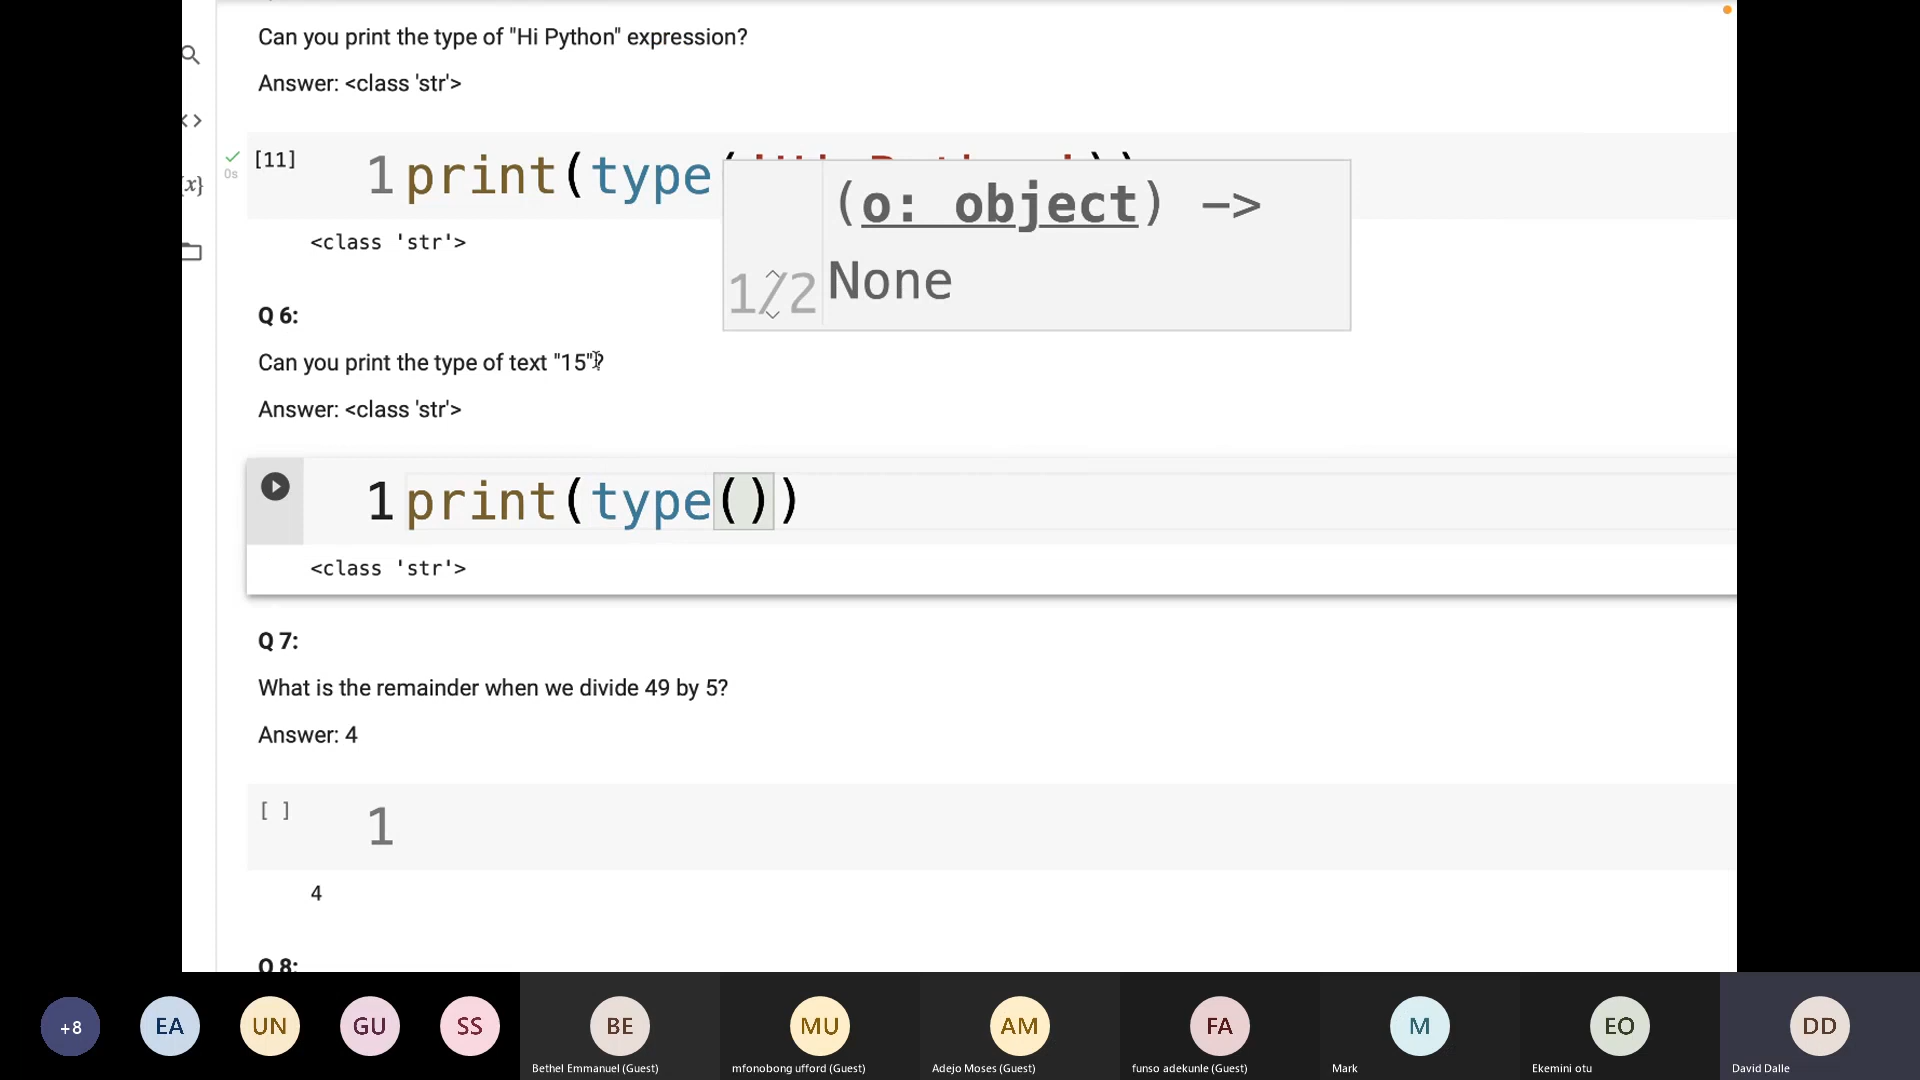 Can you print the type of "Hi Python" expression?
Answer: <class 'str'>
[11]
0s
1 print(type
(o: object) ->
1/2 None
<class 'str'>
{x}
Q 6:
Can you print the type of text "15"?
Answer: <class 'str'>
1 print(type())
<class 'str'>
Q 7:
What is the remainder when we divide 49 by 5?
Answer: 4
[ ]
1
4
Q 8:
+8
EA
UN
GU
SS
BE
MU
AM
FA
M
EO
DD
Bethel Emmanuel (Guest)
mfonobong ufford (Guest)
Adejo Moses (Guest)
funso adekunle (Guest)
Mark
Ekemini otu
David Dalle